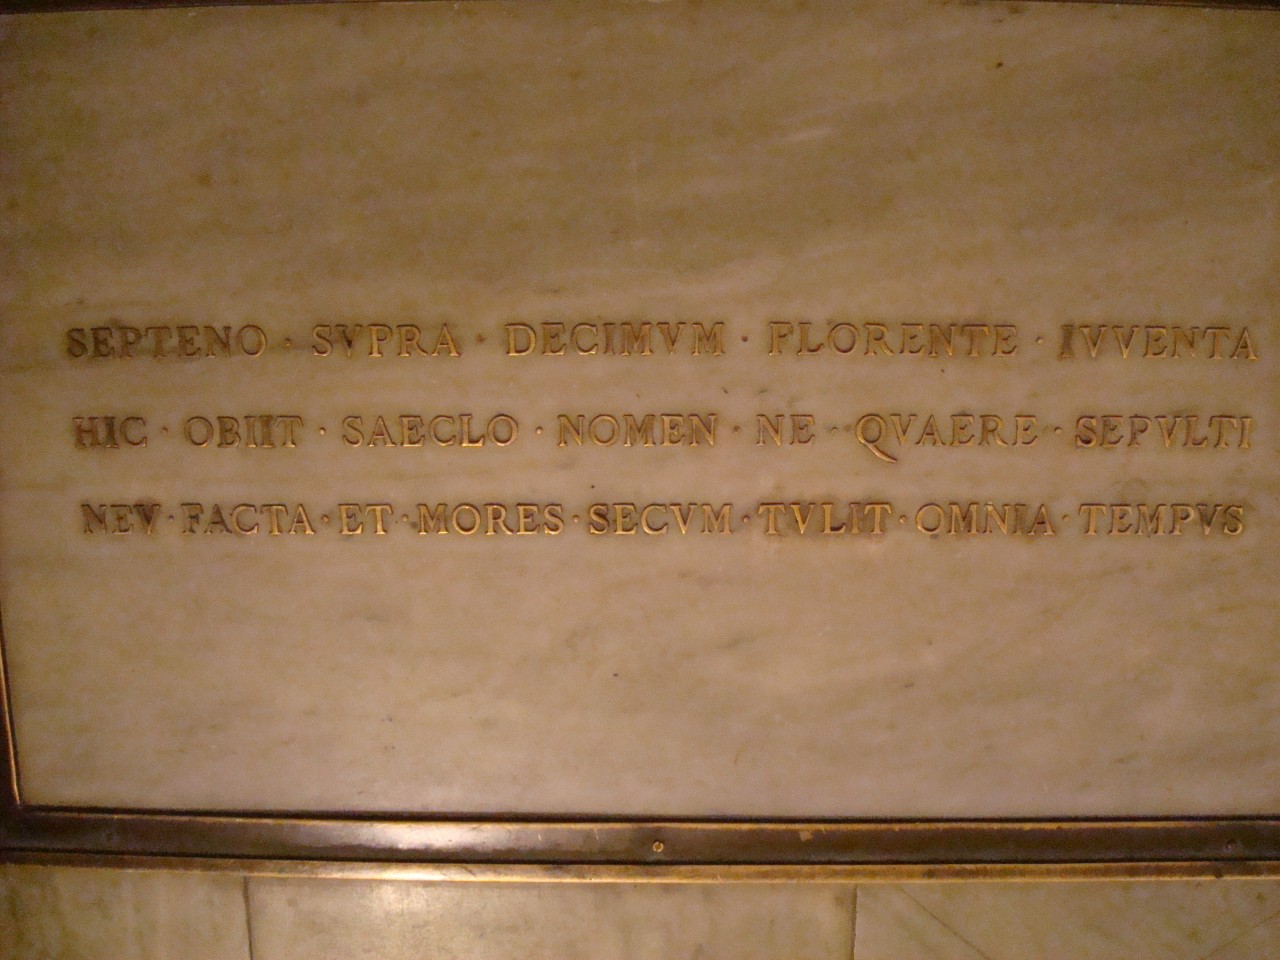 SEPTENO · SVPRA · DECIMVM · FLORENTE · IVVENTA
HIC · OBIIT · SAECLO · NOMEN · NE · QVAERE · SEPVLTI
NEV · FACTA · ET · MORES · SECVM · TVLIT · OMNIA · TEMPVS